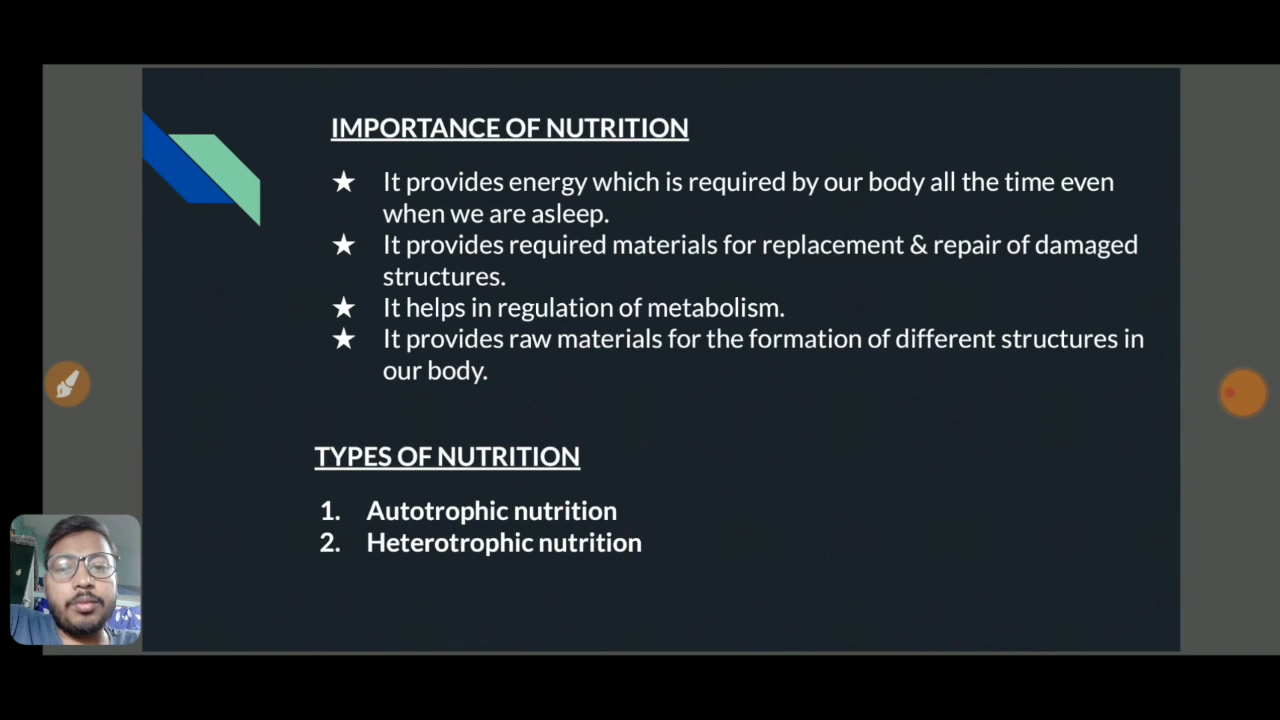 IMPORTANCE OF NUTRITION
★ It provides energy which is required by our body all the time even
when we are asleep.
★ It provides required materials for replacement & repair of damaged
structures.
★ It helps in regulation of metabolism.
★ It provides raw materials for the formation of different structures in
our body.
TYPES OF NUTRITION
1. Autotrophic nutrition
2. Heterotrophic nutrition